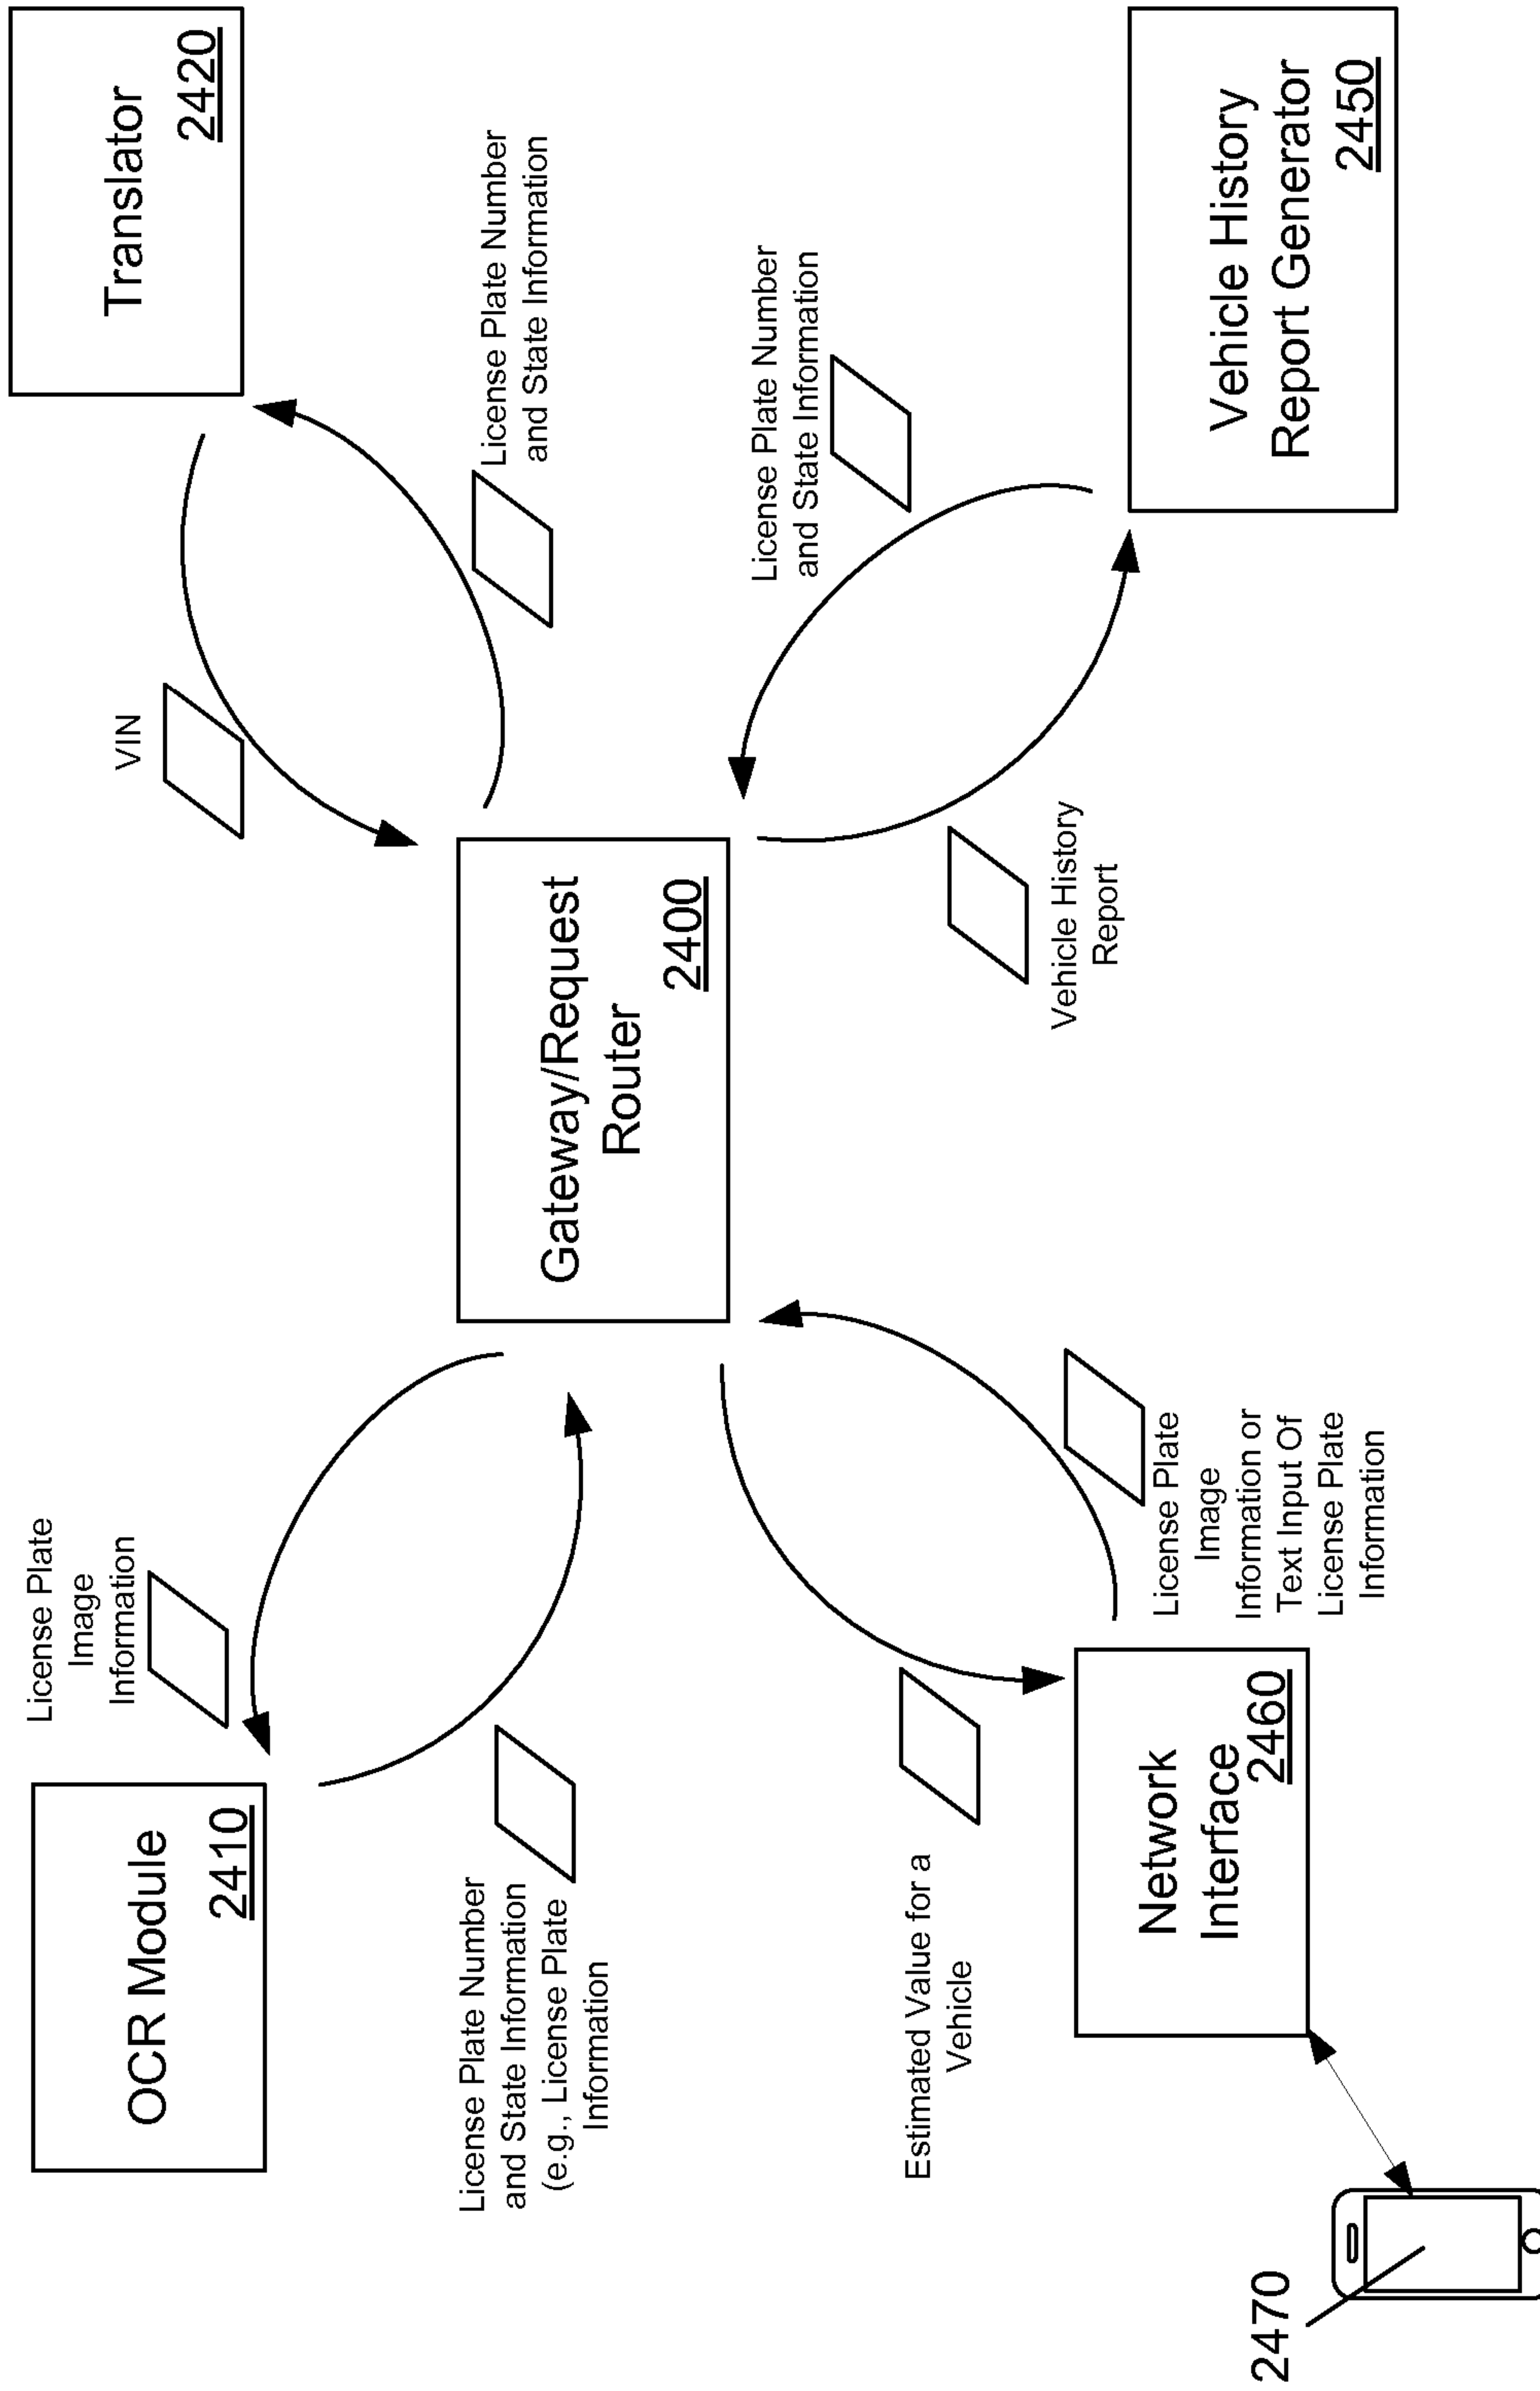 License Plate
Image
Information
OCR Module
2410
License Plate Number
and State Information
(e.g., License Plate
Information
VIN
Translator
2420
License Plate Number
and State Information
Gateway/Request
Router
2400
Estimated Value for a
Vehicle
Network
Interface
2460
License Plate
Image
Information or
Text Input Of
License Plate
Information
2470
License Plate Number
and State Information
Vehicle History
Report
Vehicle History
Report Generator
2450